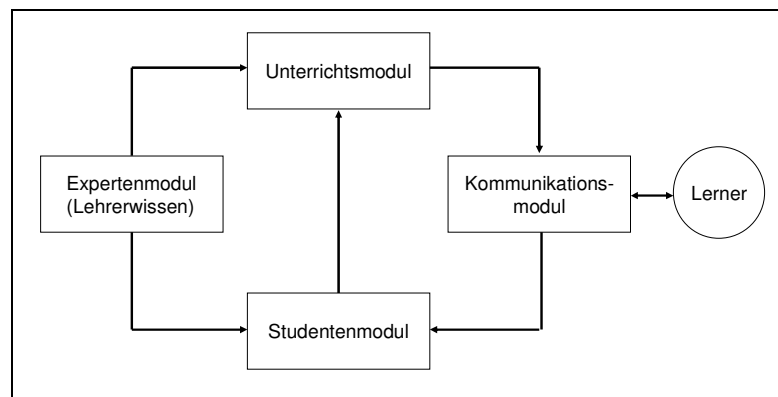 Unterrichtsmodul
Expertenmodul
(Lehrerwissen)
Kommunikations-
modul
Lerner
Studentenmodul